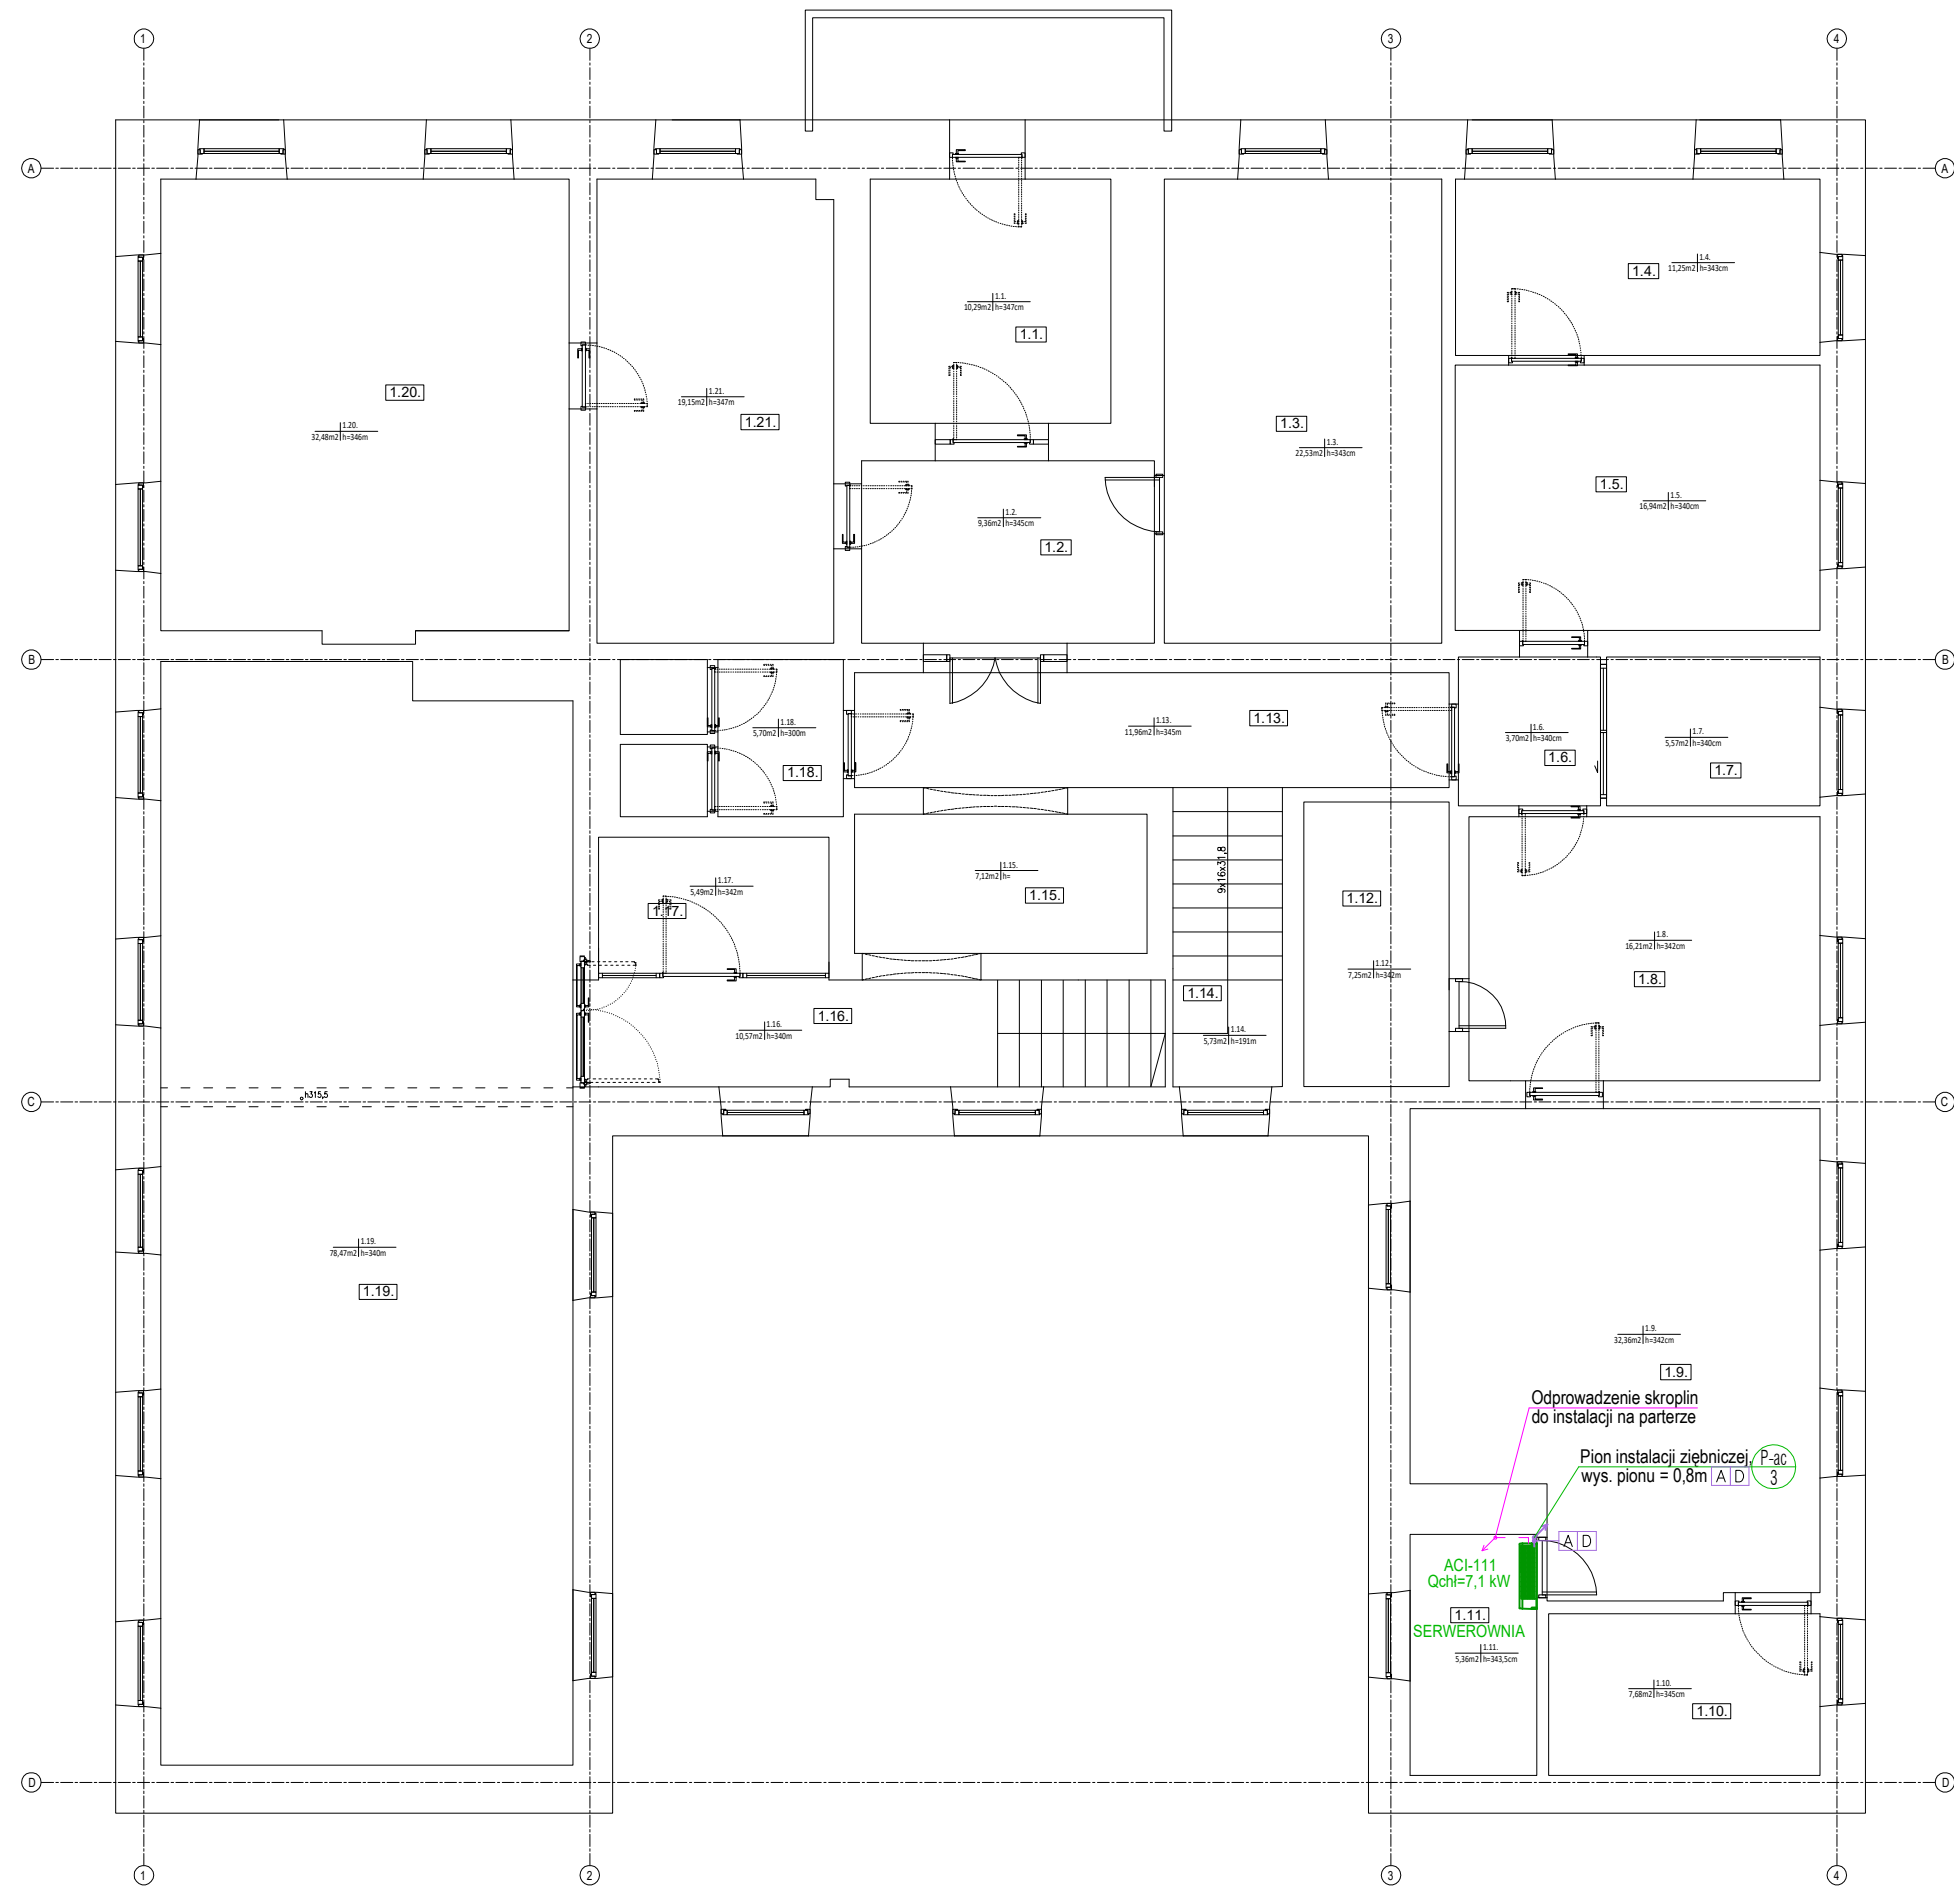 1
2
3
4
A
A
1.4.
11,25m2 h=343cm
1.4.
1.1.
10,29m2 h=347cm
1.1.
1.20.
1.20.
32,48m2 h=346m
1.21.
19,15m2 h=347m
1.21.
1.3.
1.3.
22,53m2 h=343cm
1.5.
1.5.
16,94m2 h=340cm
1.2.
9,36m2 h=345cm
1.2.
B
B
1.18.
5,70m2 h=300m
1.18.
1.13.
11,96m2 h=345m
1.13.
1.6.
3,70m2 h=340cm
1.6.
1.7.
5,57m2 h=340cm
1.7.
1.17.
5,49m2 h=342m
1.17.
1.15.
7,12m2 h=
1.15.
9x16x31,8
1.12.
1.12.
7,25m2 h=342m
1.8.
16,21m2 h=342cm
1.8.
1.14.
1.14.
5,73m2 h=191m
1.16.
1.16.
10,57m2 h=340m
C
h315,5
C
1.19.
78,47m2 h=340m
1.19.
1.9.
32,36m2 h=342cm
1.9.
Odprowadzenie skroplin
do instalacji na parterze
Pion instalacji ziębniczej,
wys. pionu = 0,8m A D
P-ac
3
A D
ACI-111
Qchł=7,1 kW
1.11.
SERWEROWNIA
1.11.
5,36m2 h=343,5cm
1.10.
7,68m2 h=345cm
1.10.
D
D
1
2
3
4